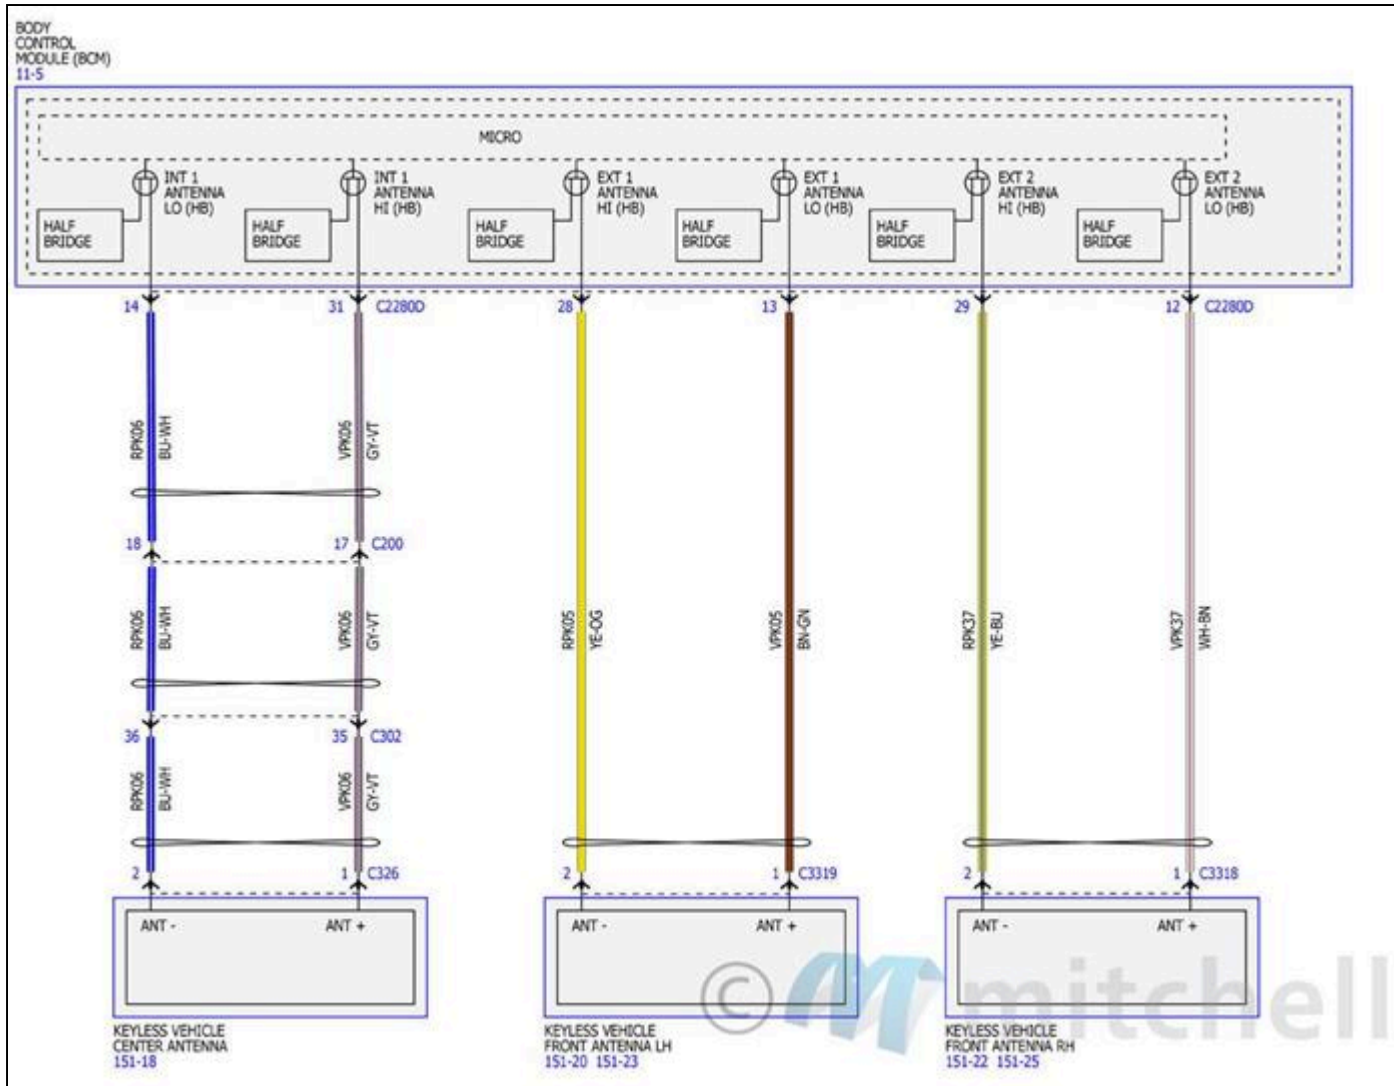 BODY
CONTROL
MODULE (BCM)
11-5
MICRO
INT 1
ANTENNA
LO (HB)
INT 1
ANTENNA
HI (HB)
EXT 1
ANTENNA
HI (HB)
EXT 1
ANTENNA
LO (HB)
EXT 2
ANTENNA
HI (HB)
EXT 2
ANTENNA
LO (HB)
HALF
BRIDGE
HALF
BRIDGE
HALF
BRIDGE
HALF
BRIDGE
HALF
BRIDGE
HALF
BRIDGE
14
31 C2280D
28
13
29
12 C2280D
RPK06
BU-WH
VPK06
GY-VT
18
17 C200
RPK06
BU-WH
VPK06
GY-VT
RPK05
YE-OG
VPK05
BN-GN
RPK37
YE-BU
VPK37
WH-BN
36
35 C302
RPK06
BU-WH
VPK06
GY-VT
2
1 C326
2
1 C3319
2
1 C3318
ANT -
ANT +
ANT -
ANT +
ANT -
ANT +
© mitchell
KEYLESS VEHICLE
CENTER ANTENNA
151-18
KEYLESS VEHICLE
FRONT ANTENNA LH
151-20 151-23
KEYLESS VEHICLE
FRONT ANTENNA RH
151-22 151-25